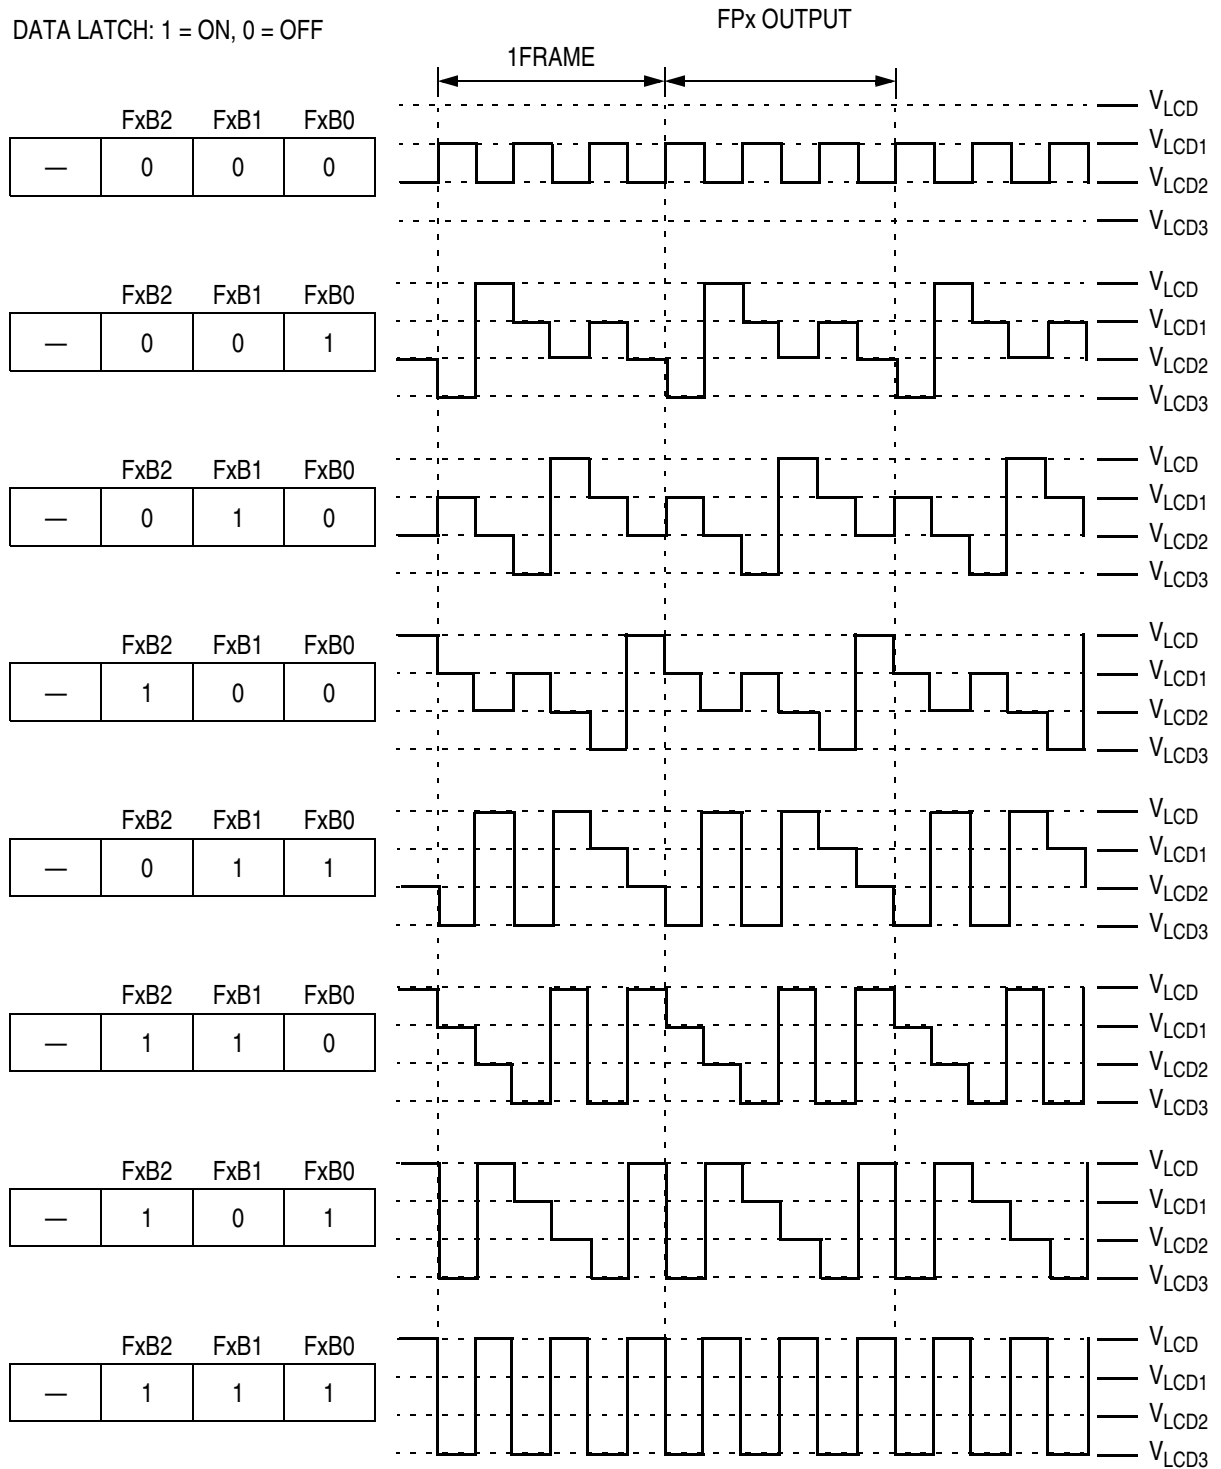 DATA LATCH: 1 = ON, 0 = OFF
FPx OUTPUT
1FRAME
FxB2 FxB1 FxB0
— 0 0 0
VLCD
VLCD1
VLCD2
VLCD3
FxB2 FxB1 FxB0
— 0 0 1
VLCD
VLCD1
VLCD2
VLCD3
FxB2 FxB1 FxB0
— 0 1 0
VLCD
VLCD1
VLCD2
VLCD3
FxB2 FxB1 FxB0
— 1 0 0
VLCD
VLCD1
VLCD2
VLCD3
FxB2 FxB1 FxB0
— 0 1 1
VLCD
VLCD1
VLCD2
VLCD3
FxB2 FxB1 FxB0
— 1 1 0
VLCD
VLCD1
VLCD2
VLCD3
FxB2 FxB1 FxB0
— 1 0 1
VLCD
VLCD1
VLCD2
VLCD3
FxB2 FxB1 FxB0
— 1 1 1
VLCD
VLCD1
VLCD2
VLCD3